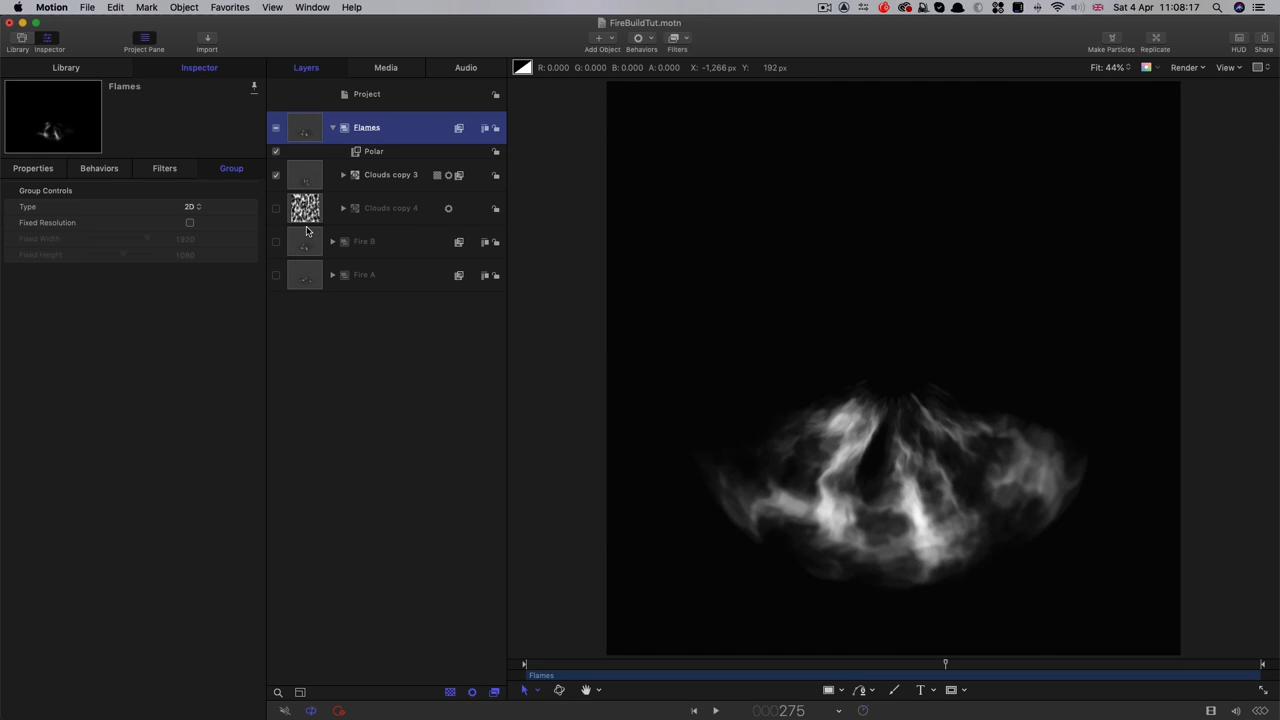 Motion File Edit Mark Object Favorites View Window Help Sat 4 Apr 11:08:17
FireBuildTut.motn
Library Inspector Project Pane Import Add Object Behaviors Filters Make Particles Replicate HUD Share
Library Inspector Layers Media Audio R: 0.000 G: 0.000 B: 0.000 A: 0.000 X: -1,266 px Y: 192 px Fit: 44% Render View
Flames
Project
Flames
Polar
Properties Behaviors Filters Group
Clouds copy 3
Group Controls
Type 2D
Clouds copy 4
Fixed Resolution
Fixed Width 1920
Fire B
Fixed Height 1080
Fire A
Flames
T
000275